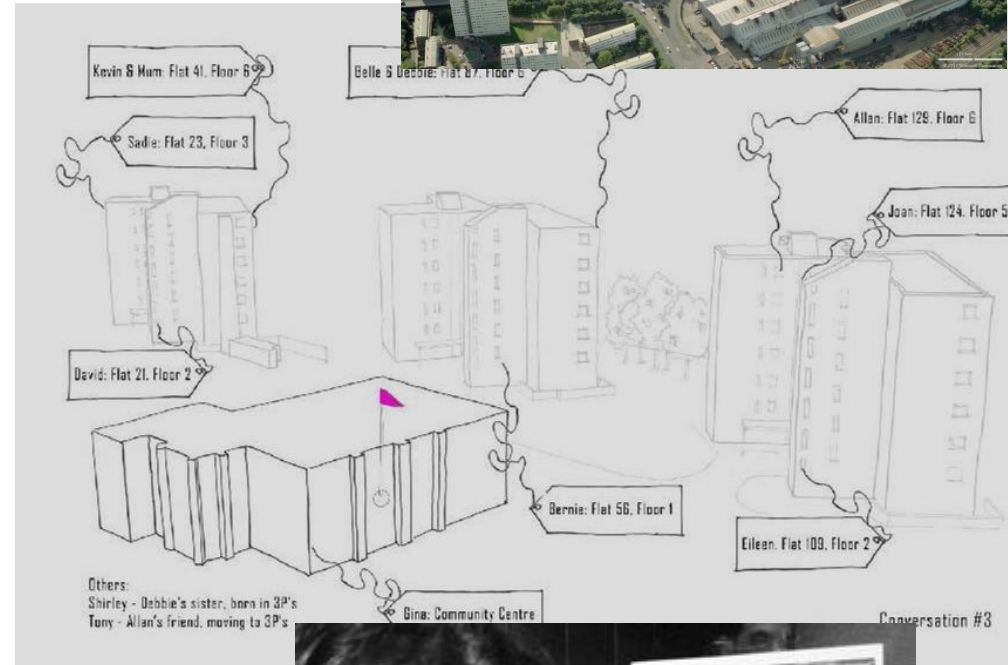 Kevin & Mum: Flat 41, Floor 6
Belle & Debbie: Flat 87, Floor 6
Allan: Flat 129, Floor 6
Sadie: Flat 23, Floor 3
Joan: Flat 124, Floor 5
David: Flat 21, Floor 2
Bernie: Flat 56, Floor 1
Eileen, Flat 109, Floor 2
Others:
Shirley - Debbie's sister, born in 3P's
Tony - Allan's friend, moving to 3P's
Gina: Community Centre
Conversation #3